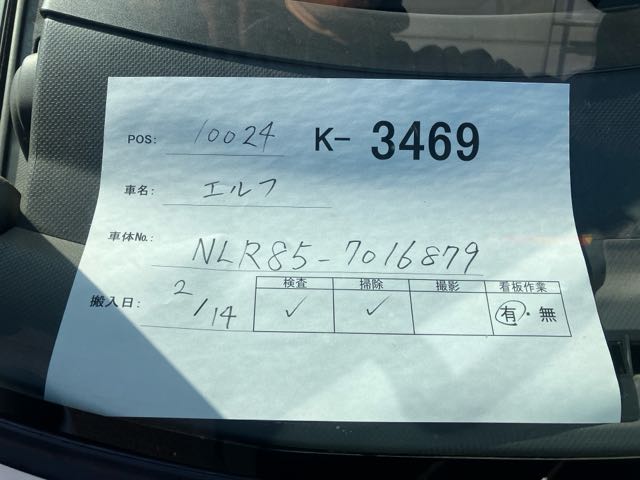 POS: 10024 K- 3469
車名: エルフ
車体No.: NLR85-7016879
搬入日: 2/14
検査 掃除 撮影 看板作業
✓ ✓ 有・無